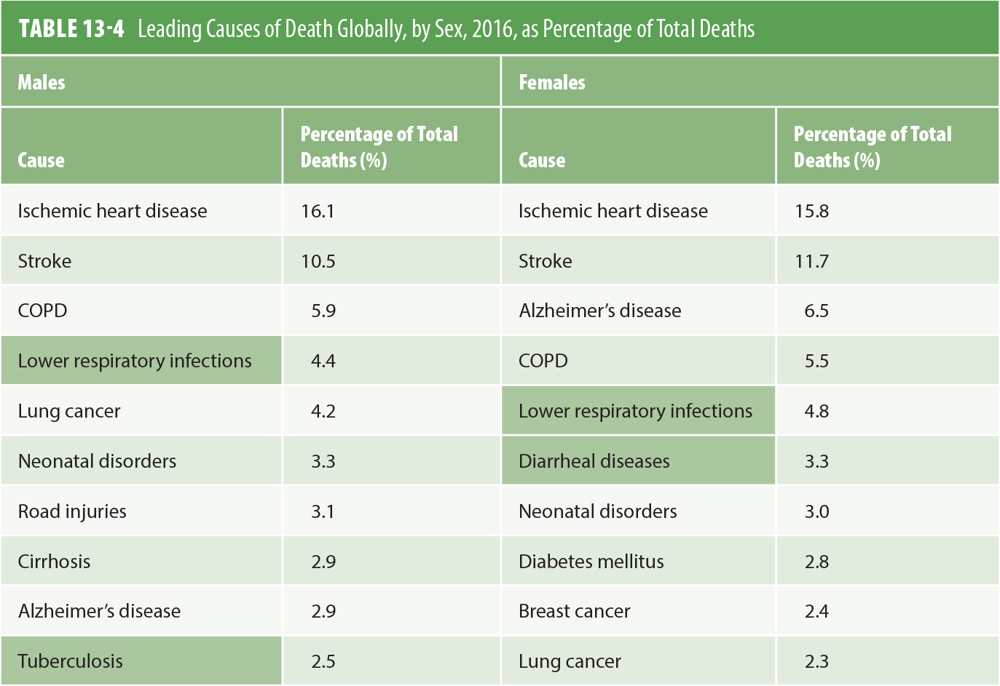 TABLE 13-4 Leading Causes of Death Globally, by Sex, 2016, as Percentage of Total Deaths
Males Females
Cause Percentage of Total Deaths (%) Cause Percentage of Total Deaths (%)
Ischemic heart disease 16.1 Ischemic heart disease 15.8
Stroke 10.5 Stroke 11.7
COPD 5.9 Alzheimer’s disease 6.5
Lower respiratory infections 4.4 COPD 5.5
Lung cancer 4.2 Lower respiratory infections 4.8
Neonatal disorders 3.3 Diarrheal diseases 3.3
Road injuries 3.1 Neonatal disorders 3.0
Cirrhosis 2.9 Diabetes mellitus 2.8
Alzheimer’s disease 2.9 Breast cancer 2.4
Tuberculosis 2.5 Lung cancer 2.3